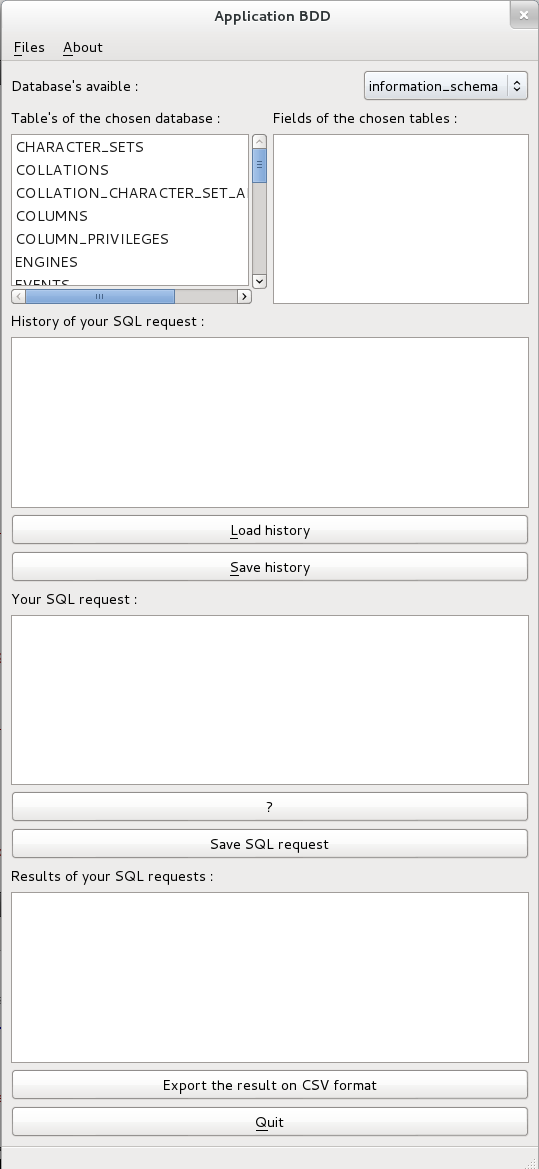 Application BDD
Files About
Database's avaible : information_schema
Table's of the chosen database : Fields of the chosen tables :
CHARACTER_SETS
COLLATIONS
COLLATION_CHARACTER_SET_A
COLUMNS
COLUMN_PRIVILEGES
ENGINES
EVENTS
History of your SQL request :
Load history
Save history
Your SQL request :
?
Save SQL request
Results of your SQL requests :
Export the result on CSV format
Quit